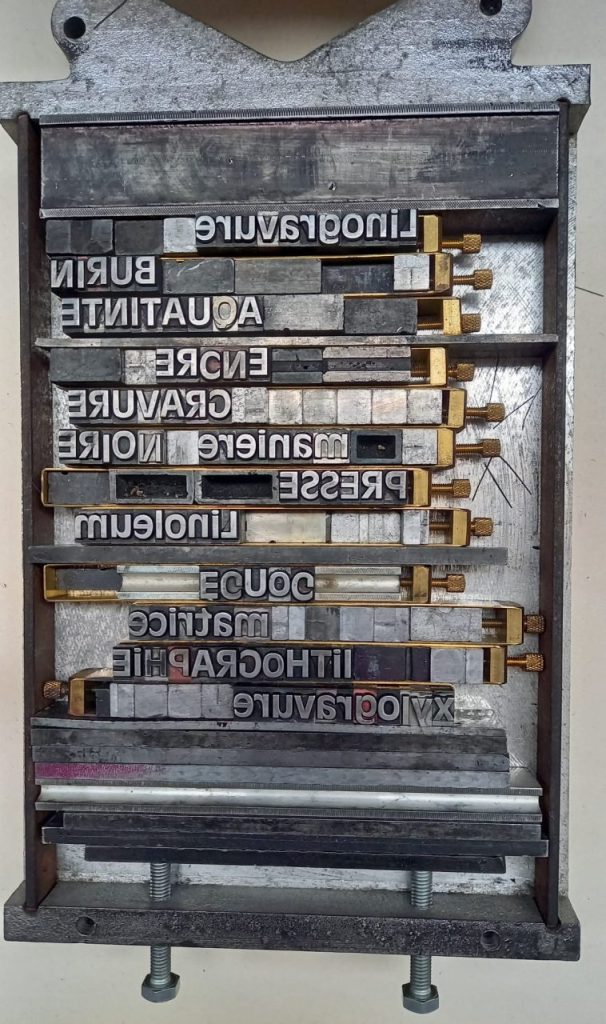 Linogravure
BURIN
AQUATINTE
ENCRE
GRAVURE
maniere NOIRE
PRESSE
Linoleum
GOUGE
matrice
liTHoGRAPHiE
xylogravure